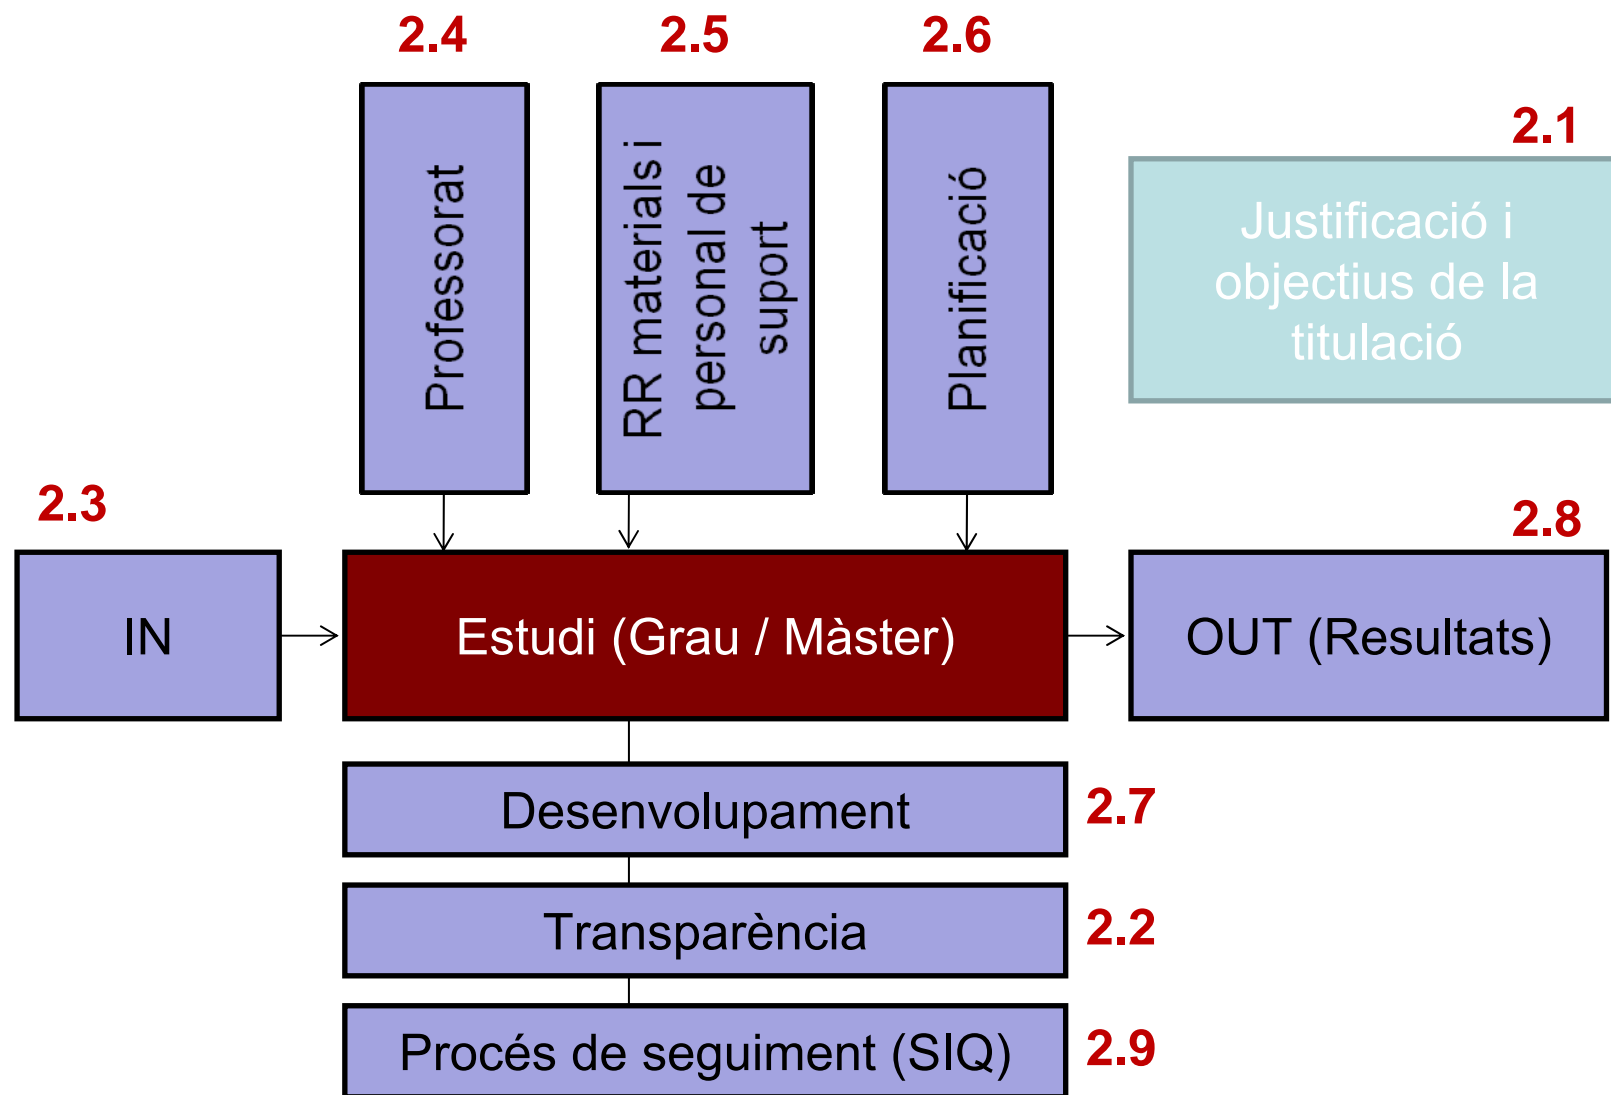 2.4
2.5
2.6
2.1
Professorat
RR materials i
personal de
suport
Planificació
Justificació i
objectius de la
titulació
2.3
2.8
IN
Estudi (Grau / Màster)
OUT (Resultats)
Desenvolupament
2.7
Transparència
2.2
Procés de seguiment (SIQ)
2.9